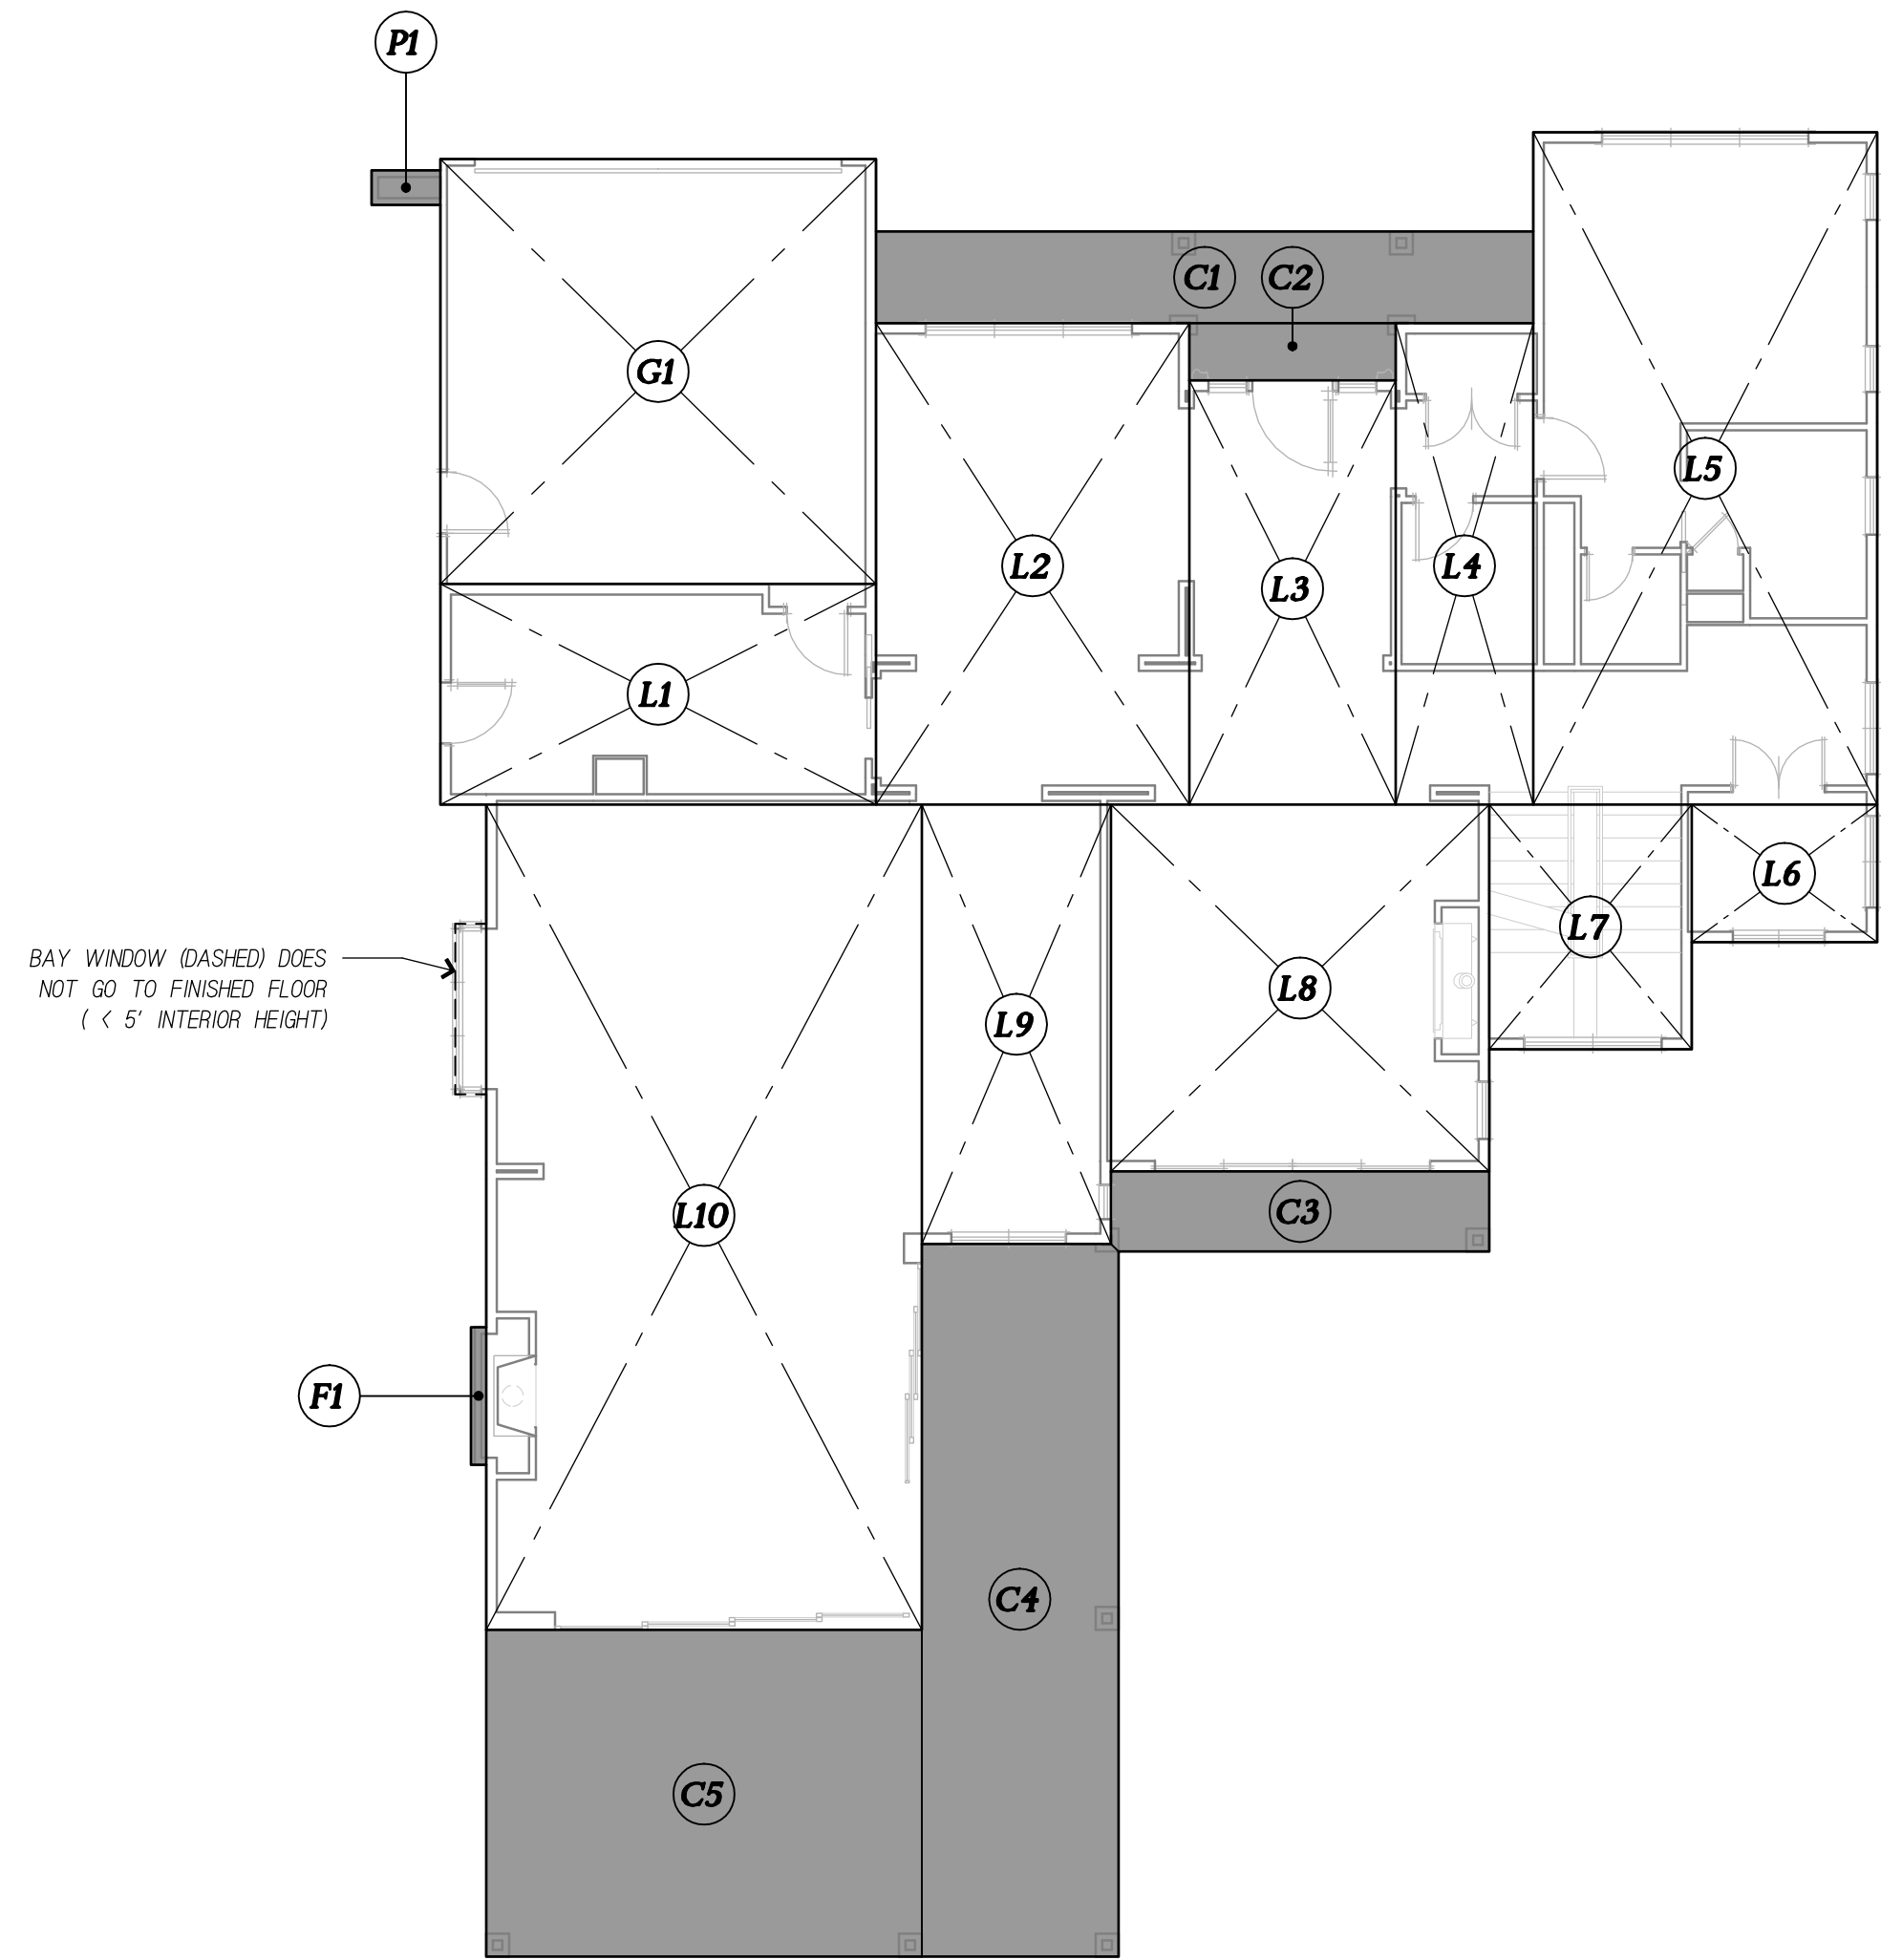 P1
C1
C2
G1
L5
L2
L4
L3
L1
L6
L7
BAY WINDOW (DASHED) DOES
NOT GO TO FINISHED FLOOR
( < 5' INTERIOR HEIGHT)
L8
L9
C3
L10
F1
C4
C5